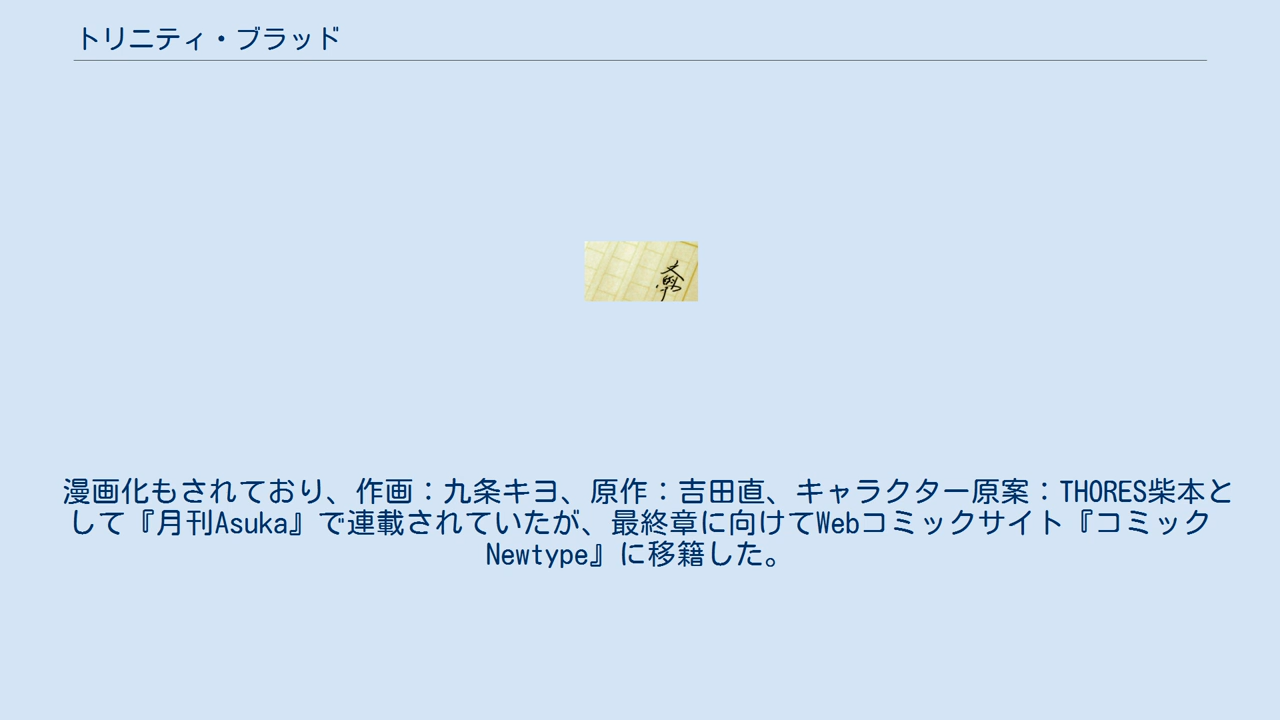 トリニティ・ブラッド
漫画化もされており、作画：九条キヨ、原作：吉田直、キャラクター原案：THORES柴本と
して『月刊Asuka』で連載されていたが、最終章に向けてWebコミックサイト『コミック
Newtype』に移籍した。